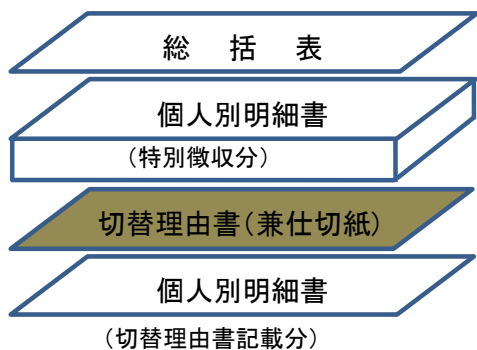 総　括　表
個人別明細書
（特別徴収分）
切替理由書（兼仕切紙）
個人別明細書
（切替理由書記載分）